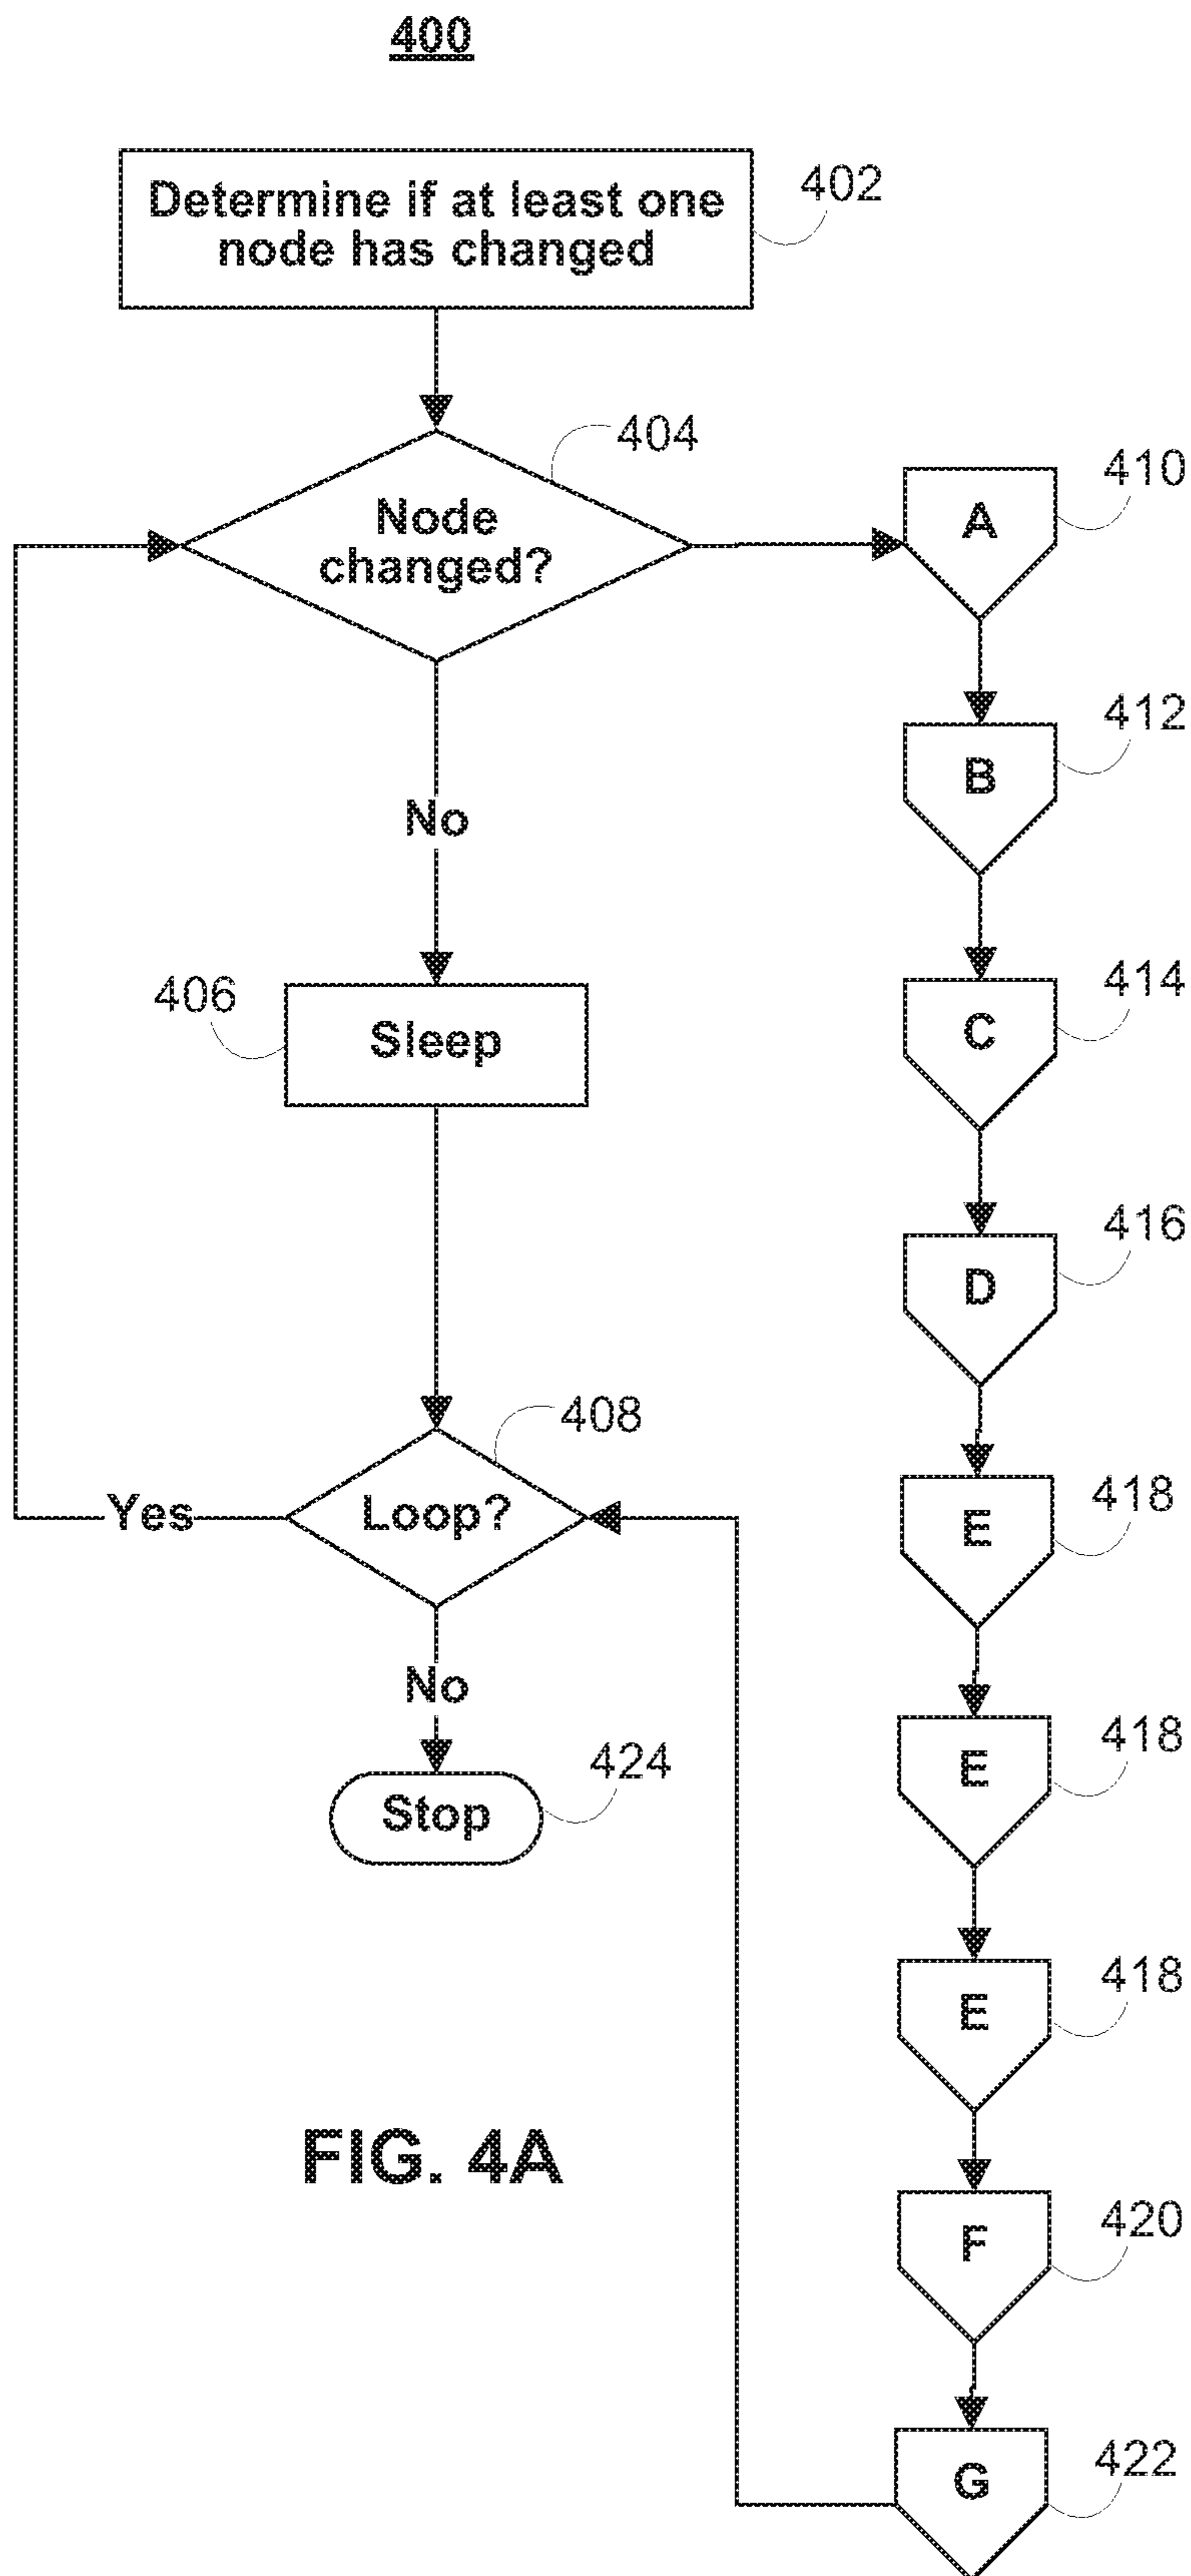 400
Determine if at least one
node has changed
402
404
Node
changed?
410
A
412
B
No
414
C
406
Sleep
416
D
408
Loop?
Yes
418
E
No
418
E
424
Stop
418
E
FIG. 4A
420
F
422
G